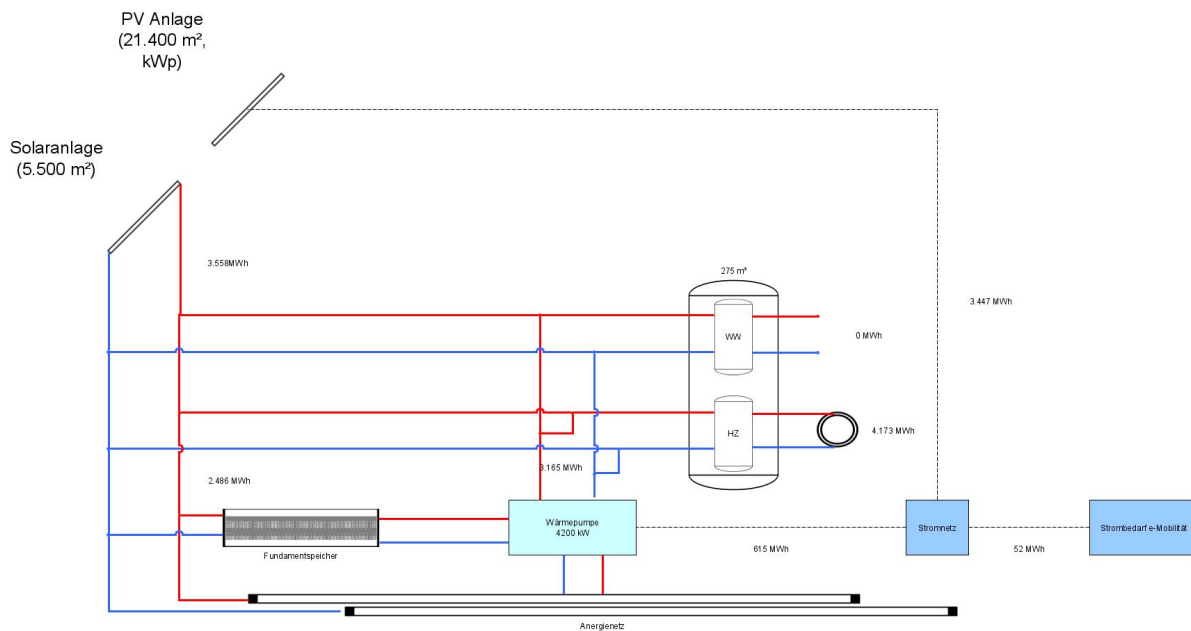 PV Anlage
(21.400 m²,
kWp)
Solaranlage
(5.500 m²)
3.558MWh
275 m³
3.447 MWh
WW
0 MWh
HZ
4.173 MWh
3.165 MWh
2.486 MWh
Wärmepumpe
4200 kW
Stromnetz
Strombedarf e-Mobilität
Fundamentspeicher
615 MWh
52 MWh
Anergienetz